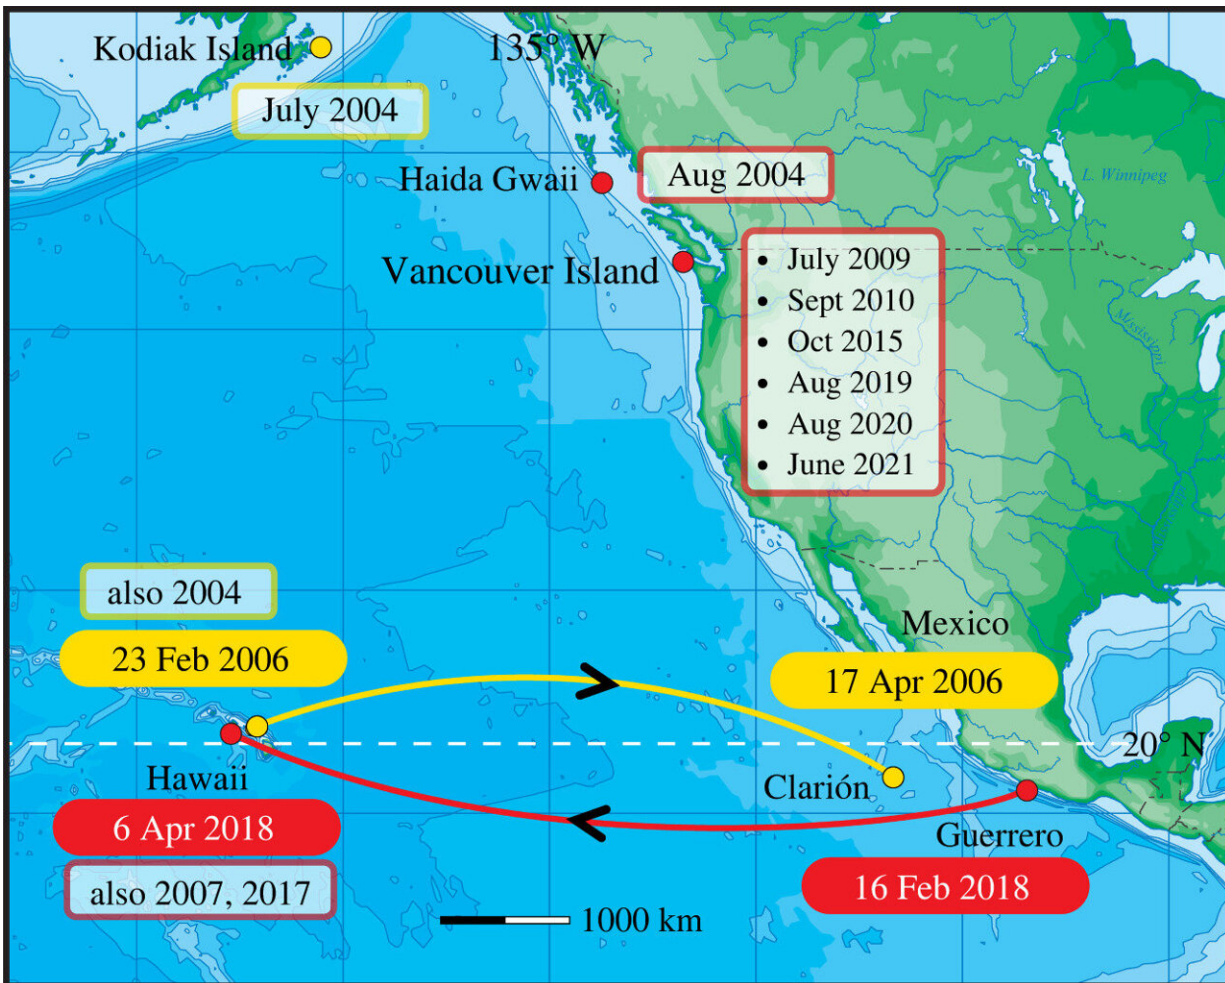 Kodiak Island
135° W
July 2004
Haida Gwaii
Aug 2004
L. Winnipeg
Vancouver Island
• July 2009
• Sept 2010
• Oct 2015
• Aug 2019
• Aug 2020
• June 2021
Mississippi
also 2004
23 Feb 2006
Mexico
17 Apr 2006
20° N
Hawaii
Clarión
6 Apr 2018
Guerrero
also 2007, 2017
16 Feb 2018
1000 km